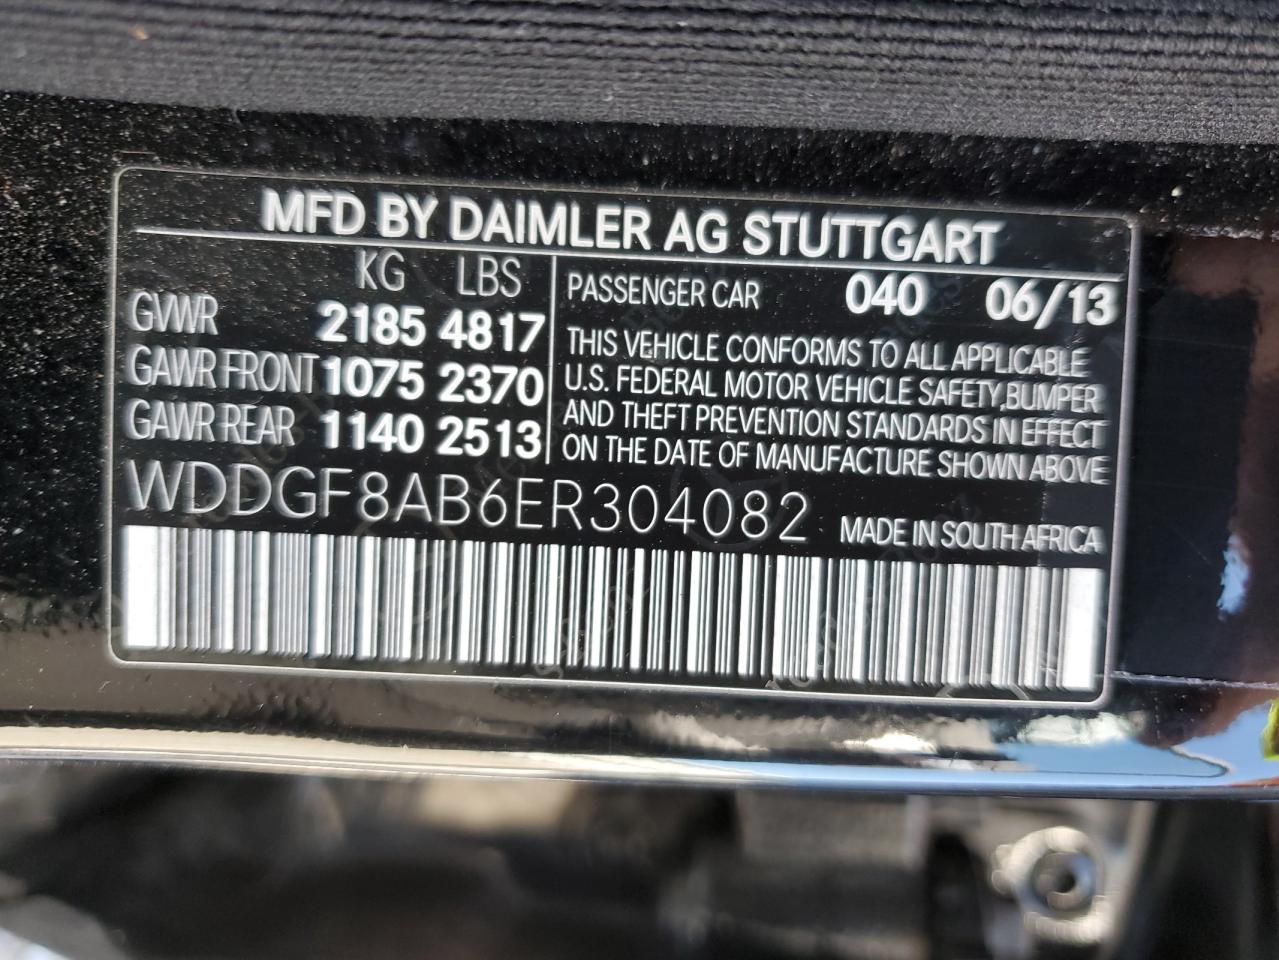 MFD BY DAIMLER AG STUTTGART
KG LBS
GVWR 2185 4817
GAWR FRONT 1075 2370
GAWR REAR 1140 2513
PASSENGER CAR 040 06/13
THIS VEHICLE CONFORMS TO ALL APPLICABLE
U.S. FEDERAL MOTOR VEHICLE SAFETY,BUMPER
AND THEFT PREVENTION STANDARDS IN EFFECT
ON THE DATE OF MANUFACTURE SHOWN ABOVE
WDDGF8AB6ER304082 MADE IN SOUTH AFRICA